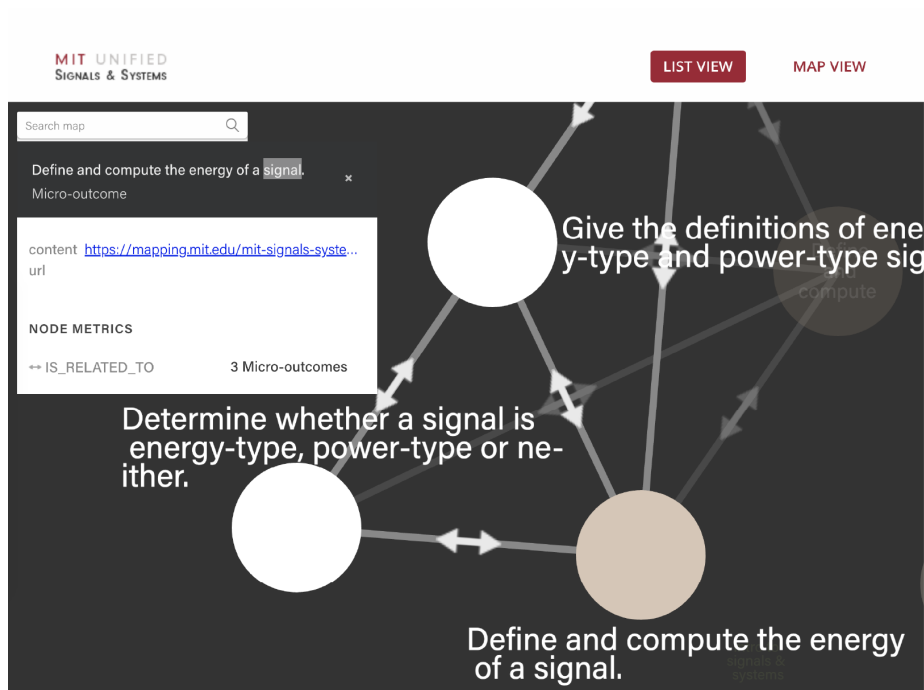 MIT UNIFIED
SIGNALS & SYSTEMS
LIST VIEW
MAP VIEW
Search map
Define and compute the energy of a signal.
×
Micro-outcome
content https://mapping.mit.edu/mit-signals-syste...
url
NODE METRICS
↔ IS_RELATED_TO 3 Micro-outcomes
Give the definitions of ene
y-type and power-type sig
Define
and
compute
Determine whether a signal is
energy-type, power-type or ne-
ither.
Define and compute the energy
of a signal.
signals &
systems